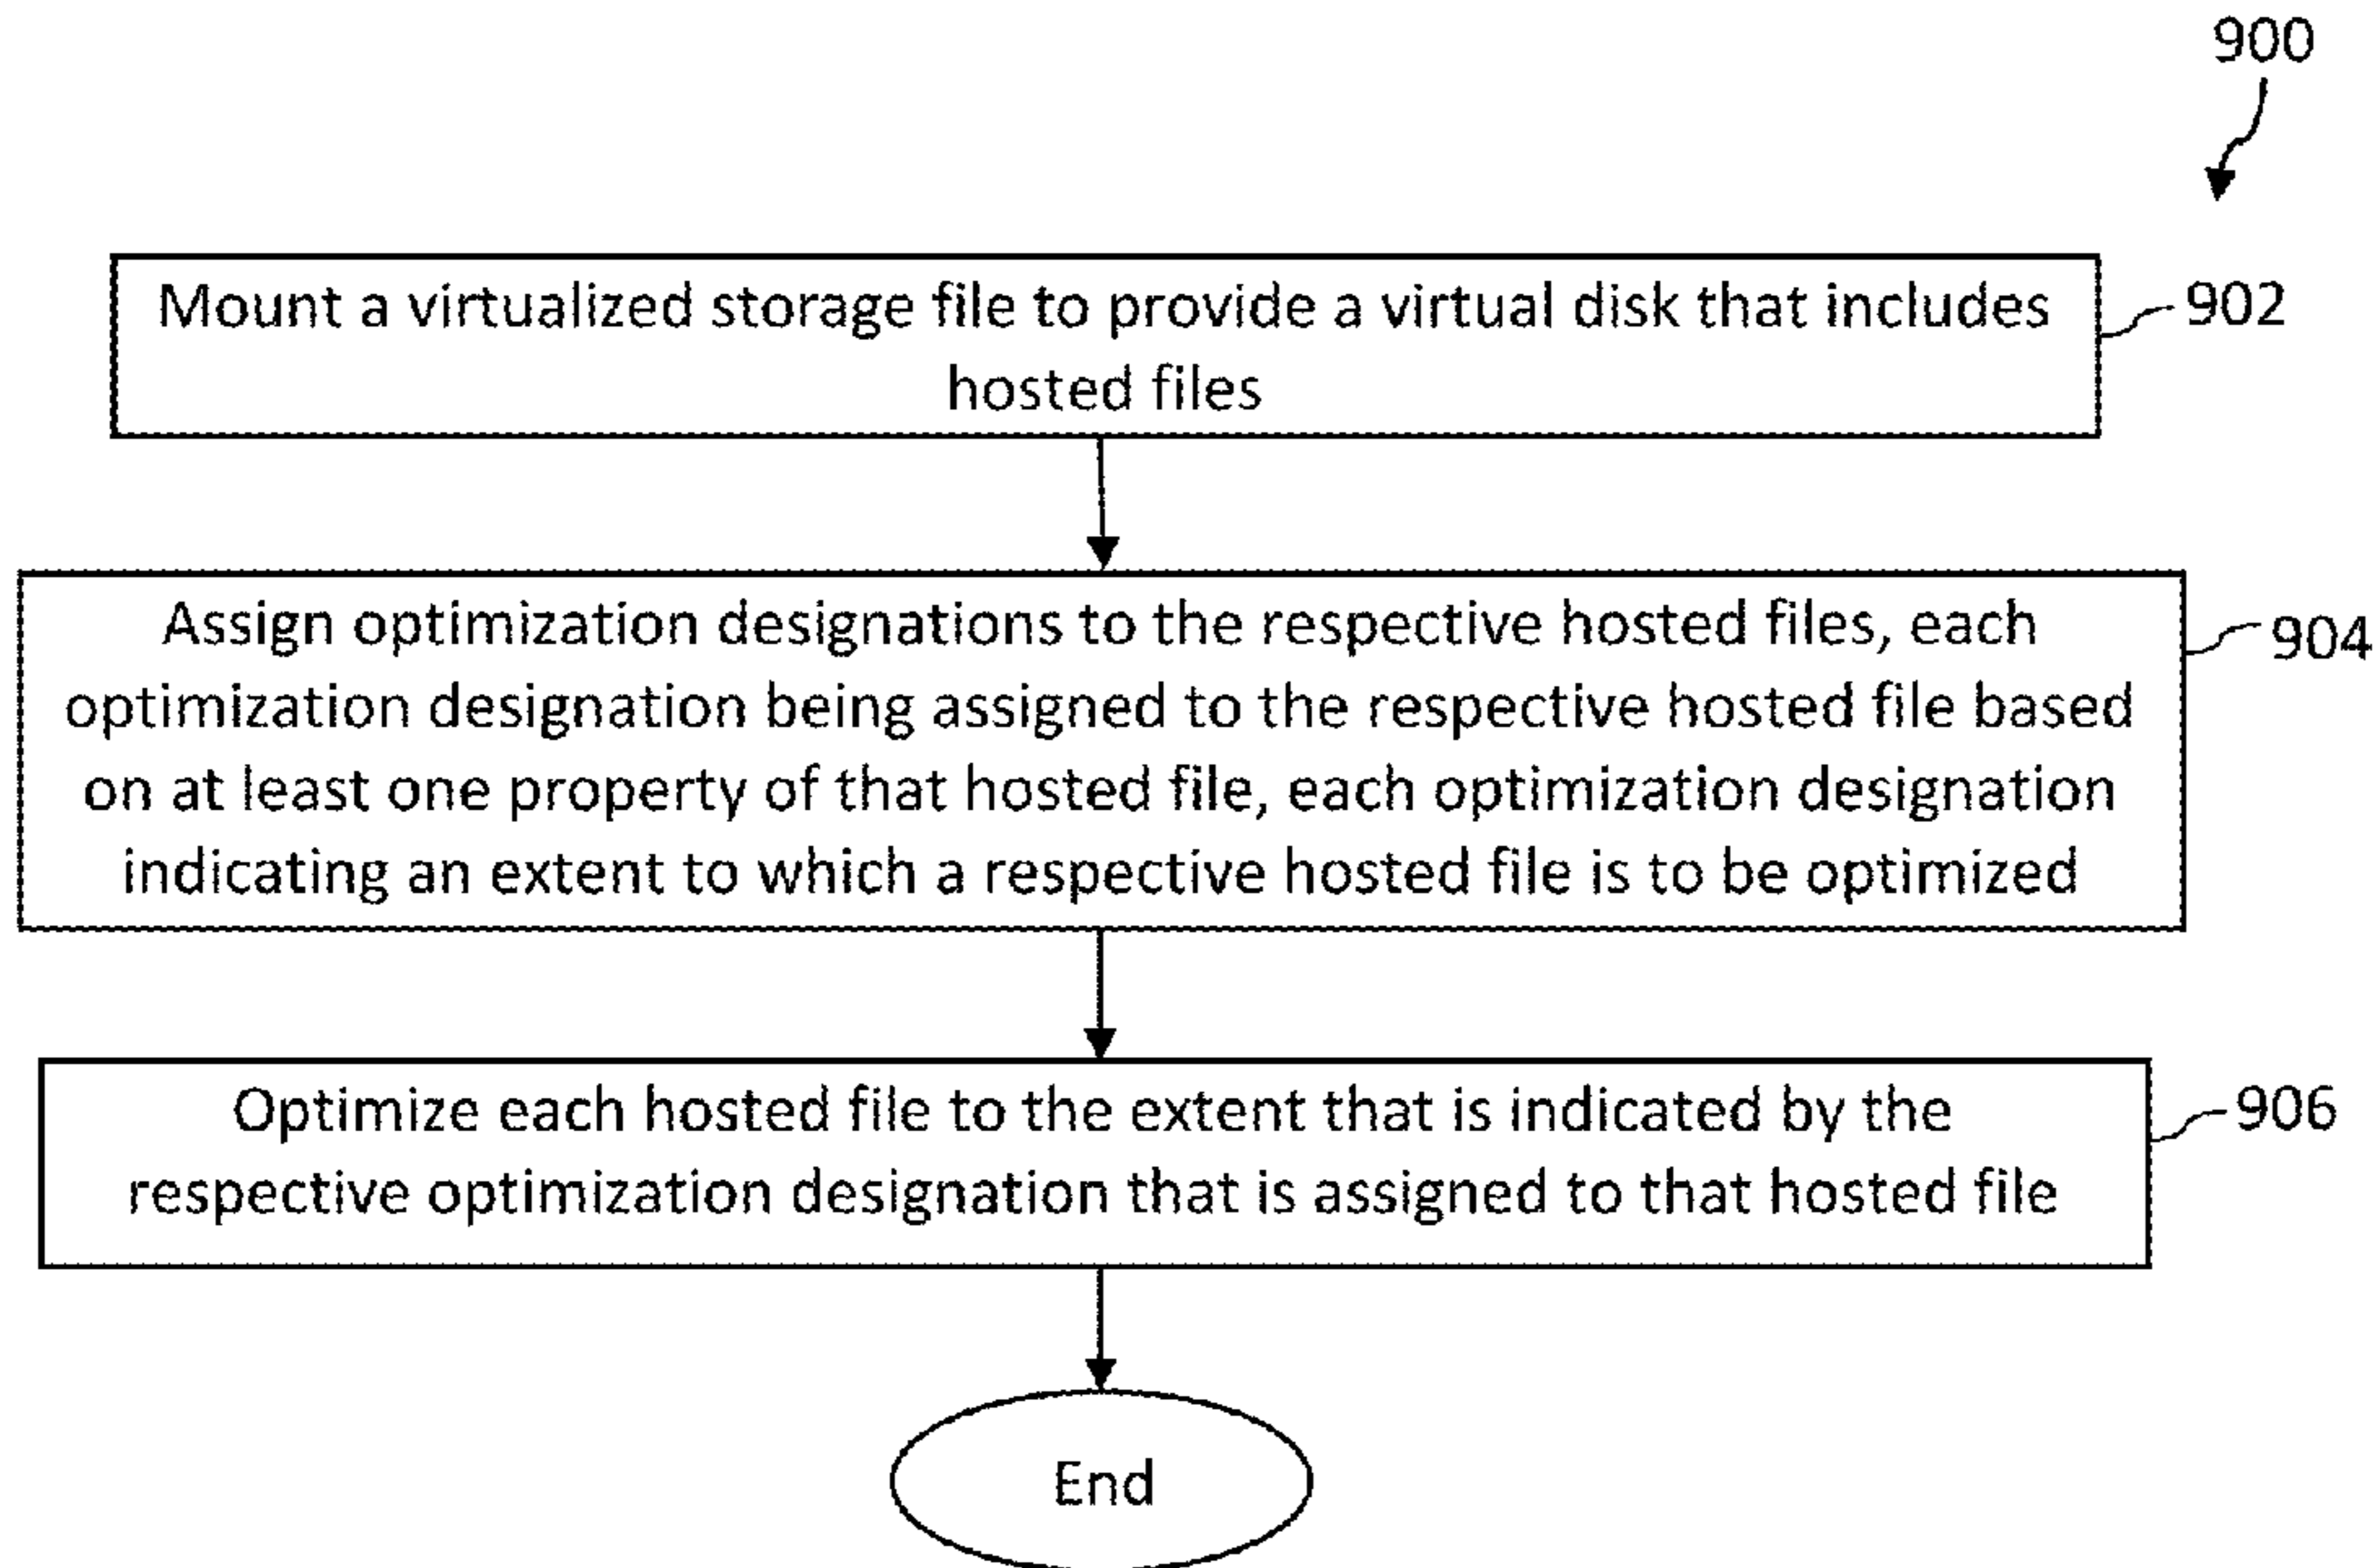 900
Mount a virtualized storage file to provide a virtual disk that includes
hosted files
902
Assign optimization designations to the respective hosted files, each
optimization designation being assigned to the respective hosted file based
on at least one property of that hosted file, each optimization designation
indicating an extent to which a respective hosted file is to be optimized
904
Optimize each hosted file to the extent that is indicated by the
respective optimization designation that is assigned to that hosted file
906
End